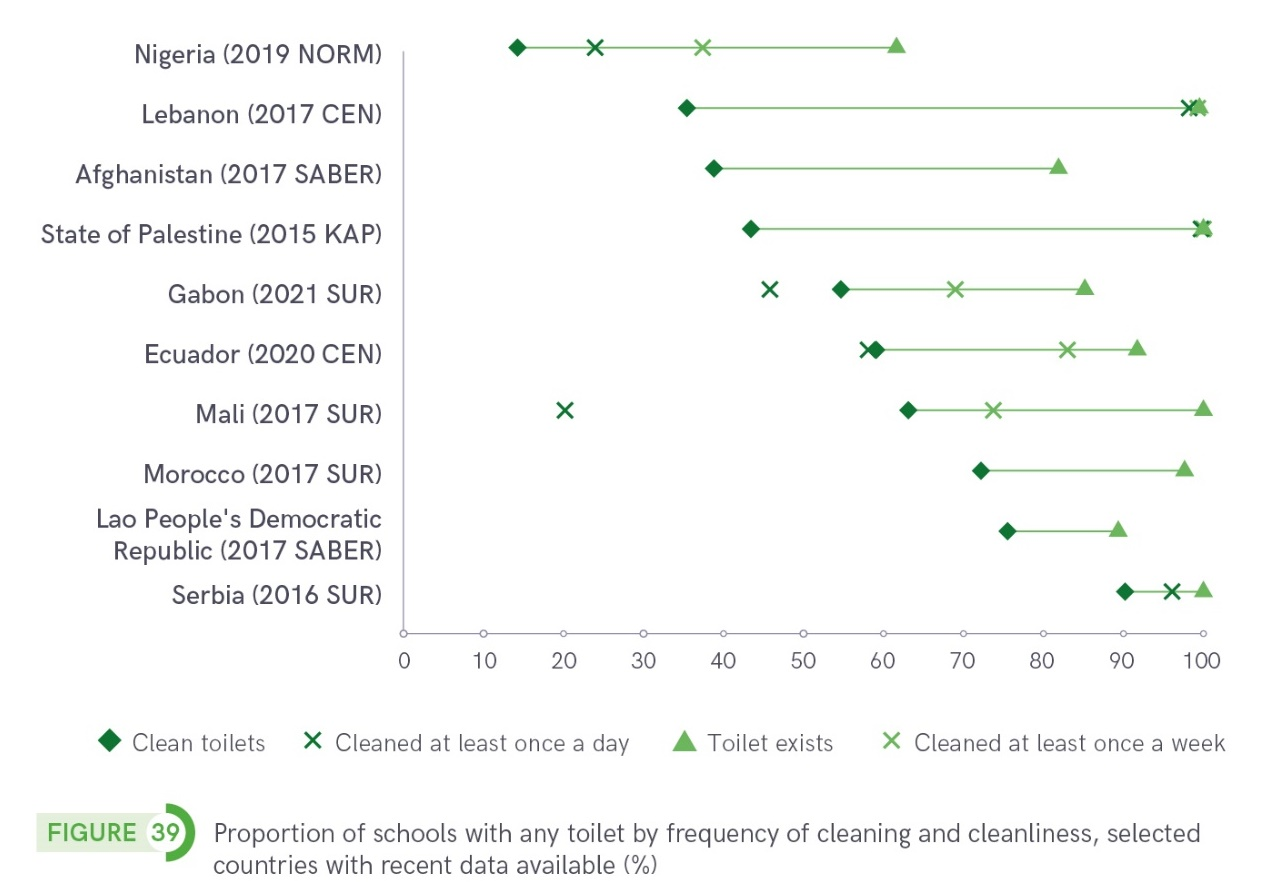 Nigeria (2019 NORM)
Lebanon (2017 CEN)
Afghanistan (2017 SABER)
State of Palestine (2015 KAP)
Gabon (2021 SUR)
Ecuador (2020 CEN)
Mali (2017 SUR)
Morocco (2017 SUR)
Lao People's Democratic
Republic (2017 SABER)
Serbia (2016 SUR)
0 10 20 30 40 50 60 70 80 90 100
Clean toilets Cleaned at least once a day Toilet exists Cleaned at least once a week
FIGURE 39 Proportion of schools with any toilet by frequency of cleaning and cleanliness, selected
countries with recent data available (%)